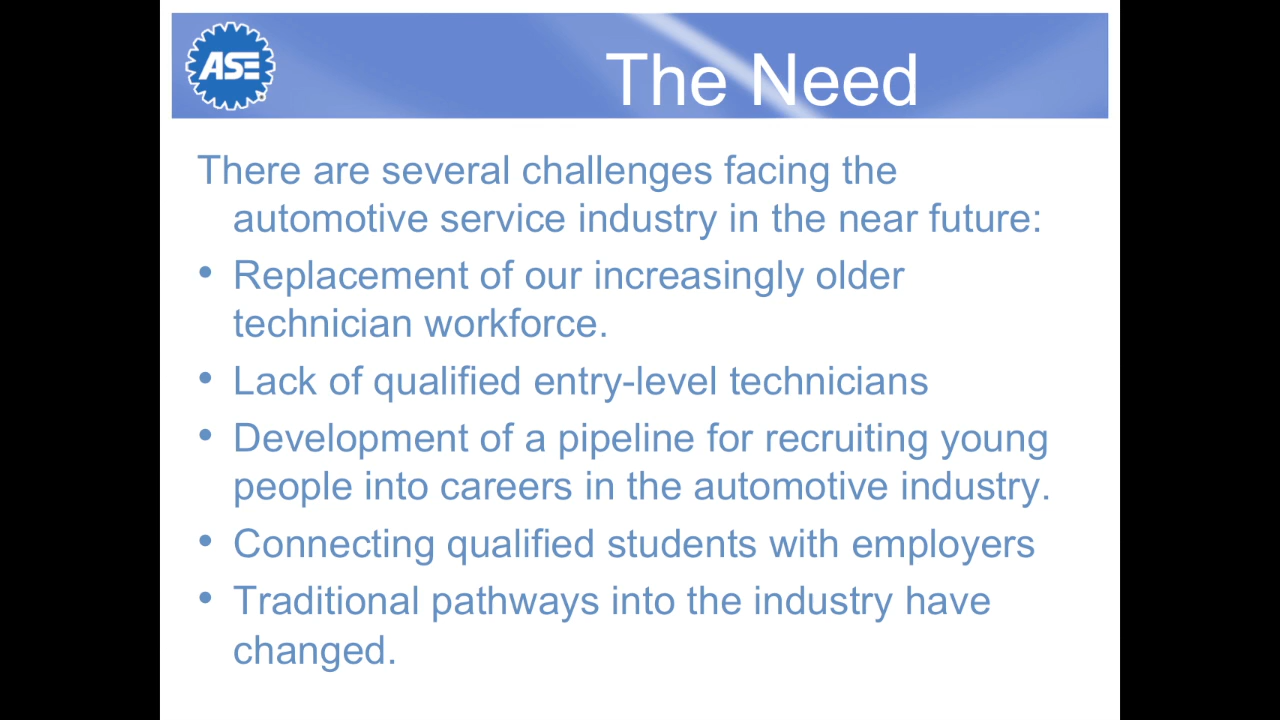 ASE
The Need
There are several challenges facing the
automotive service industry in the near future:
• Replacement of our increasingly older
technician workforce.
• Lack of qualified entry-level technicians
• Development of a pipeline for recruiting young
people into careers in the automotive industry.
• Connecting qualified students with employers
• Traditional pathways into the industry have
changed.